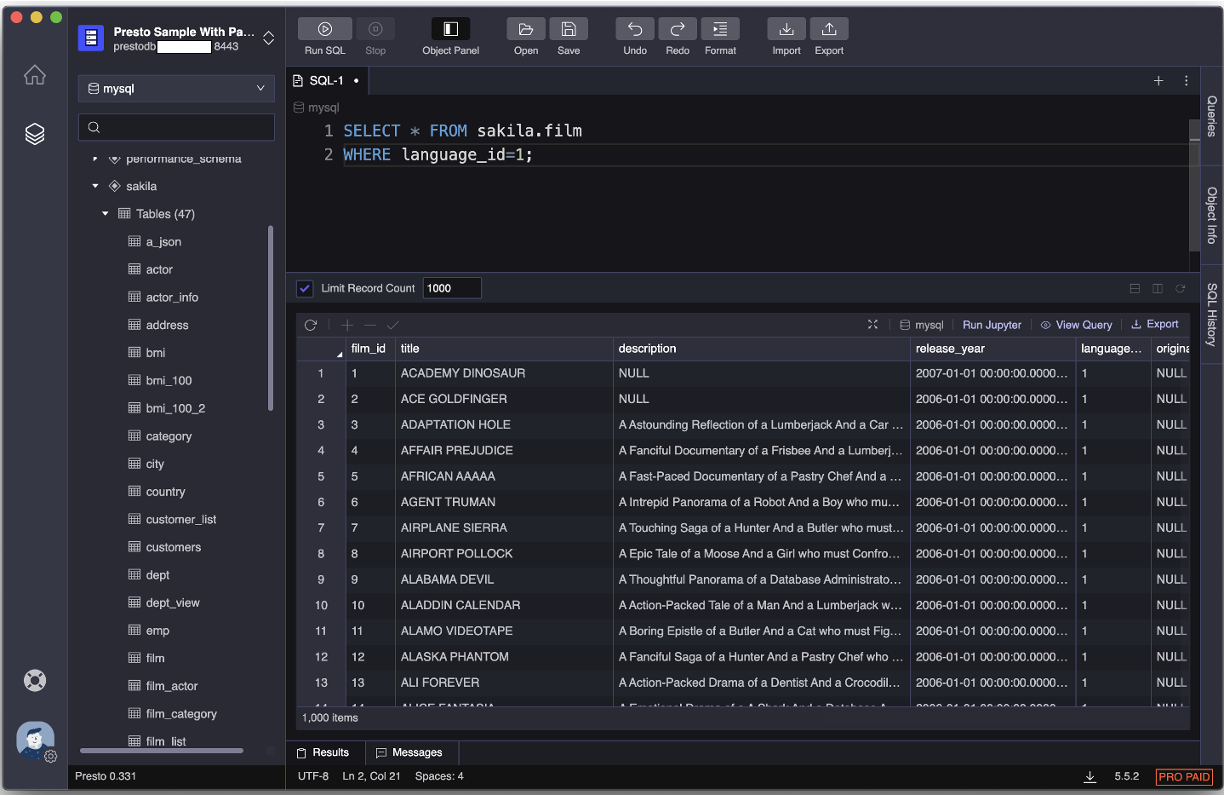 Presto Sample With Pa...
prestodb 8443
Run SQL
Stop
Object Panel
Open
Save
Undo
Redo
Format
Import
Export
mysql
performance_schema
sakila
Tables (47)
a_json
actor
actor_info
address
bmi
bmi_100
bmi_100_2
category
city
country
customer_list
customers
dept
dept_view
emp
film
film_actor
film_category
film_list
Presto 0.331
SQL-1
mysql
1 SELECT * FROM sakila.film
2 WHERE language_id=1;
Queries
Object Info
SQL History
Limit Record Count 1000
mysql Run Jupyter View Query Export
film_id title description release_year language... origina
1 1 ACADEMY DINOSAUR NULL 2007-01-01 00:00:00.0000... 1 NULL
2 2 ACE GOLDFINGER NULL 2006-01-01 00:00:00.0000... 1 NULL
3 3 ADAPTATION HOLE A Astounding Reflection of a Lumberjack And a Car ... 2006-01-01 00:00:00.0000... 1 NULL
4 4 AFFAIR PREJUDICE A Fanciful Documentary of a Frisbee And a Lumberj... 2006-01-01 00:00:00.0000... 1 NULL
5 5 AFRICAN AAAAA A Fast-Paced Documentary of a Pastry Chef And a ... 2006-01-01 00:00:00.0000... 1 NULL
6 6 AGENT TRUMAN A Intrepid Panorama of a Robot And a Boy who mu... 2006-01-01 00:00:00.0000... 1 NULL
7 7 AIRPLANE SIERRA A Touching Saga of a Hunter And a Butler who must... 2006-01-01 00:00:00.0000... 1 NULL
8 8 AIRPORT POLLOCK A Epic Tale of a Moose And a Girl who must Confro... 2006-01-01 00:00:00.0000... 1 NULL
9 9 ALABAMA DEVIL A Thoughtful Panorama of a Database Administrato... 2006-01-01 00:00:00.0000... 1 NULL
10 10 ALADDIN CALENDAR A Action-Packed Tale of a Man And a Lumberjack w... 2006-01-01 00:00:00.0000... 1 NULL
11 11 ALAMO VIDEOTAPE A Boring Epistle of a Butler And a Cat who must Fig... 2006-01-01 00:00:00.0000... 1 NULL
12 12 ALASKA PHANTOM A Fanciful Saga of a Hunter And a Pastry Chef who ... 2006-01-01 00:00:00.0000... 1 NULL
13 13 ALI FOREVER A Action-Packed Drama of a Dentist And a Crocodil... 2006-01-01 00:00:00.0000... 1 NULL
1,000 items
Results
Messages
UTF-8 Ln 2, Col 21 Spaces: 4
5.5.2
PRO PAID